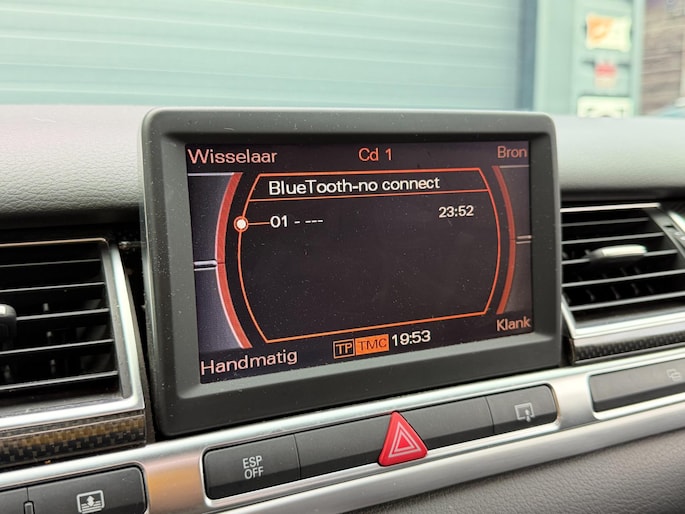 Wisselaar Cd 1 Bron
BlueTooth-no connect
01 - --- 23:52
Handmatig TP TMC 19:53 Klank
ESP
OFF